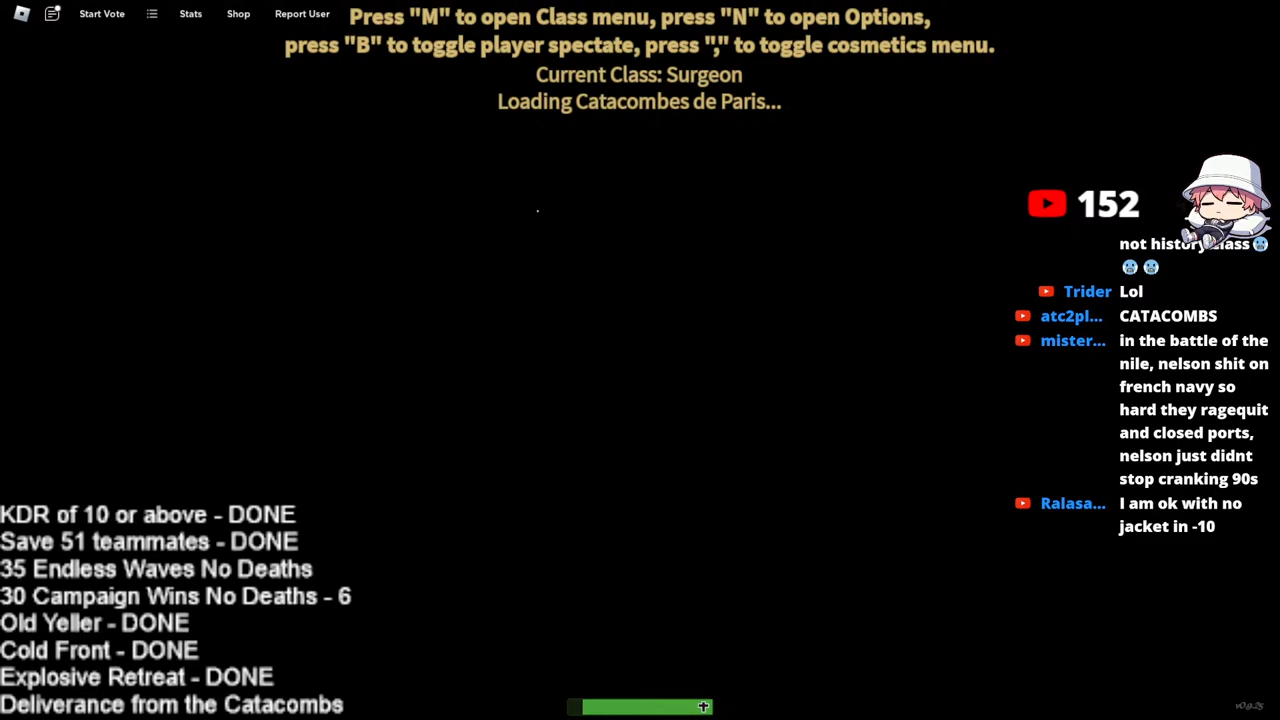 Start Vote
Stats
Shop
Report User
Press "M" to open Class menu, press "N" to open Options,
press "B" to toggle player spectate, press "," to toggle cosmetics menu.
Current Class: Surgeon
Loading Catacombes de Paris...
152
not history class🥶
🥶🥶
Trider Lol
atc2pl... CATACOMBS
mister... in the battle of the
nile, nelson shit on
french navy so
hard they ragequit
and closed ports,
nelson just didnt
stop cranking 90s
Ralasa... I am ok with no
jacket in -10
KDR of 10 or above - DONE
Save 51 teammates - DONE
35 Endless Waves No Deaths
30 Campaign Wins No Deaths - 6
Old Yeller - DONE
Cold Front - DONE
Explosive Retreat - DONE
Deliverance from the Catacombs
v0.9.25